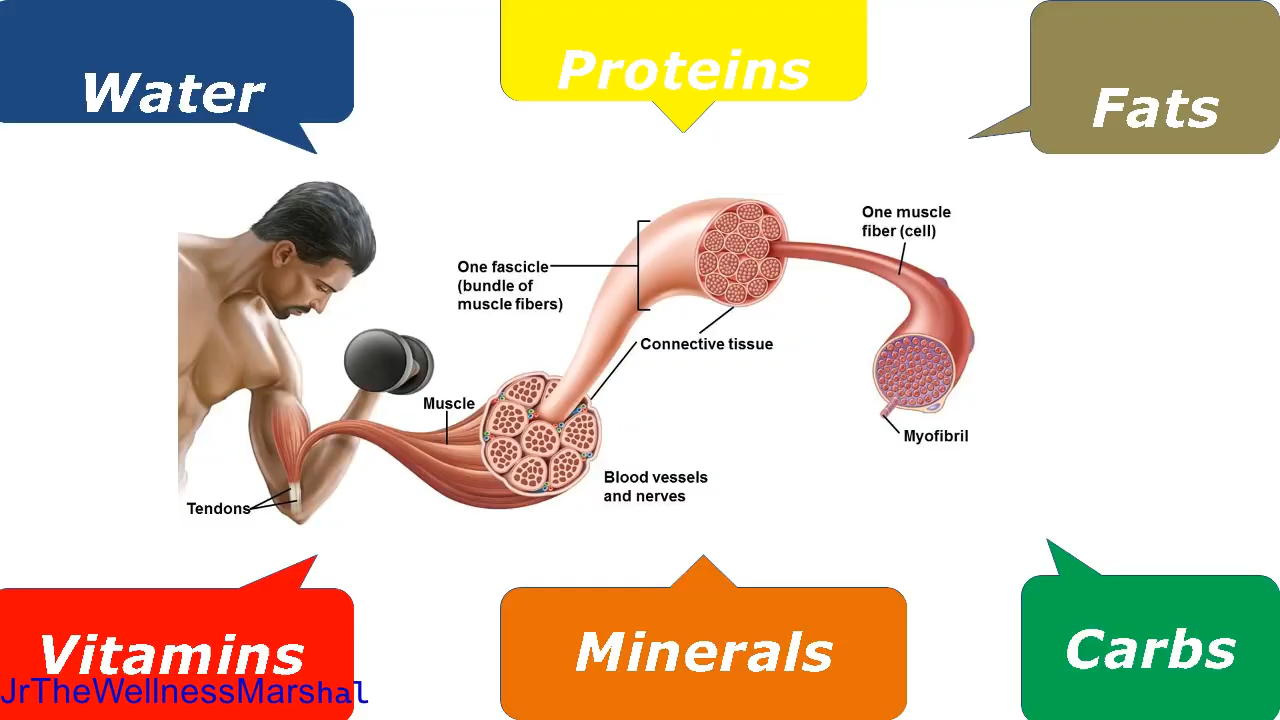 Water
Proteins
Fats
One muscle
fiber (cell)
One fascicle
(bundle of
muscle fibers)
Connective tissue
Muscle
Myofibril
Blood vessels
and nerves
Tendons
Vitamins
Minerals
Carbs
JrTheWellnessMarshal